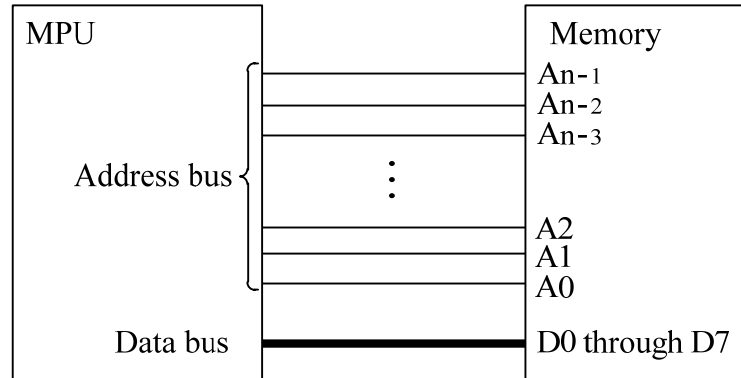 MPU
Memory
An-1
An-2
An-3
Address bus
A2
A1
A0
Data bus
D0 through D7